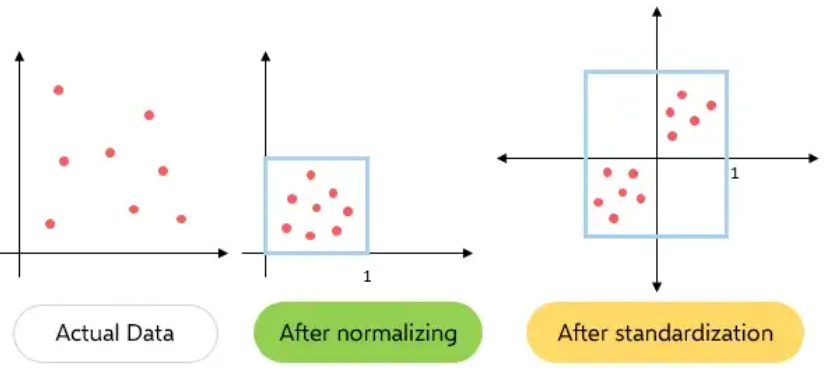 1
1
Actual Data
After normalizing
After standardization